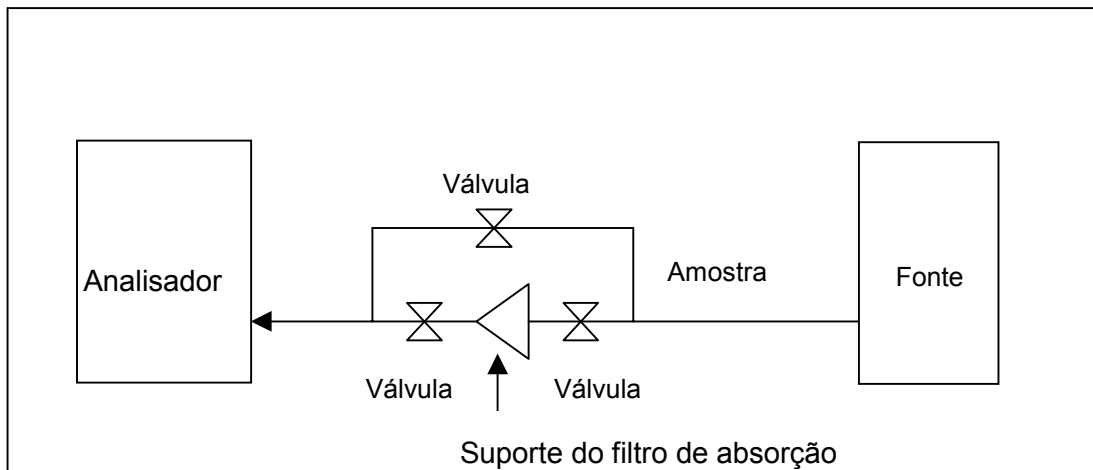 Válvula
Analisador
Amostra
Fonte
Válvula
Válvula
Suporte do filtro de absorção